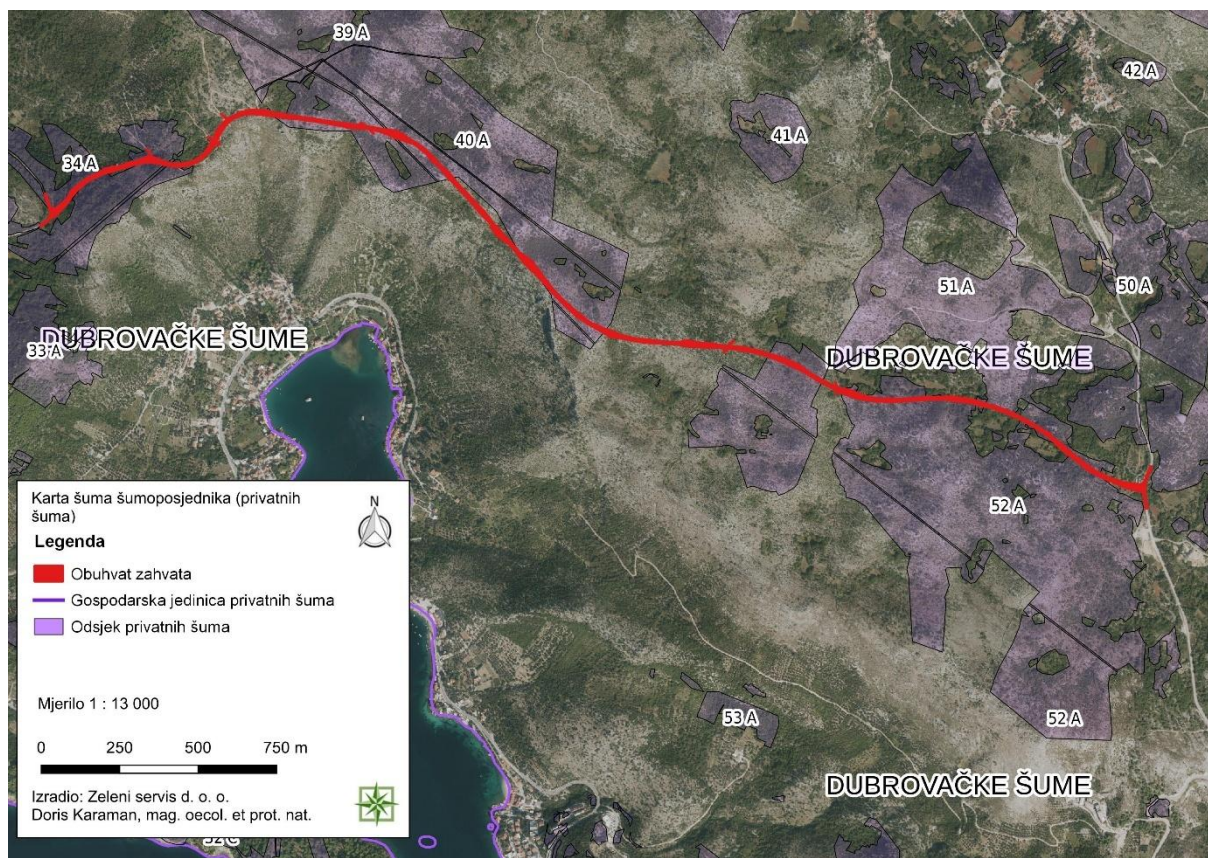 39 A
42 A
41 A
40 A
34 A
51 A
50 A
DUBROVAČKE ŠUME
33 A
DUBROVAČKE ŠUME
52 A
53 A
52 A
DUBROVAČKE ŠUME
Karta šuma šumoposjednika (privatnih
šuma)
N
Legenda
Obuhvat zahvata
Gospodarska jedinica privatnih šuma
Odsjek privatnih šuma
Mjerilo 1 : 13 000
0 250 500 750 m
Izradio: Zeleni servis d. o. o.
Doris Karaman, mag. oecol. et prot. nat.